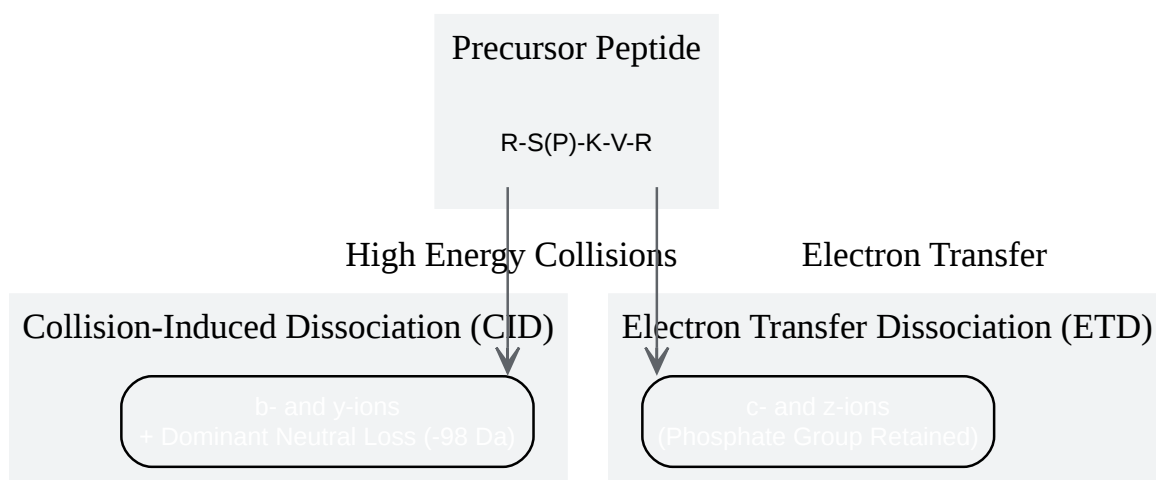 Precursor Peptide
R-S(P)-K-V-R
High Energy Collisions
Electron Transfer
Collision-Induced Dissociation (CID)
Electron Transfer Dissociation (ETD)
b- and y-ions
+ Dominant Neutral Loss (-98 Da)
c- and z-ions
(Phosphate Group Retained)